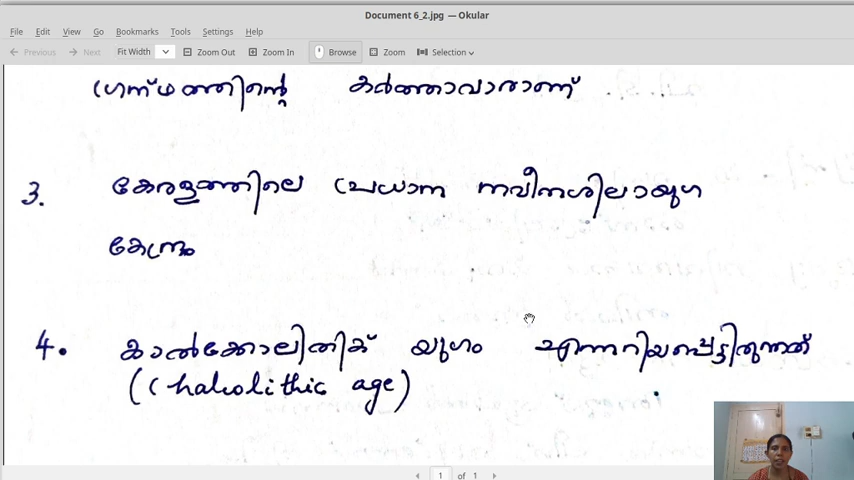 Document 6_2.jpg — Okular
File Edit View Go Bookmarks Tools Settings Help
Previous Next Fit Width Zoom Out Zoom In Browse Zoom Selection
ഗ്രന്ഥത്തിന്റെ കർത്താവാരാണ്
3. കേരളത്തിലെ പ്രധാന നവീനശിലായുഗ
കേന്ദ്രം
4. കാൽക്കോലിതിക് യുഗം എന്നറിയപ്പെട്ടിരുന്നത്
(Chalcolithic age)
1 of 1